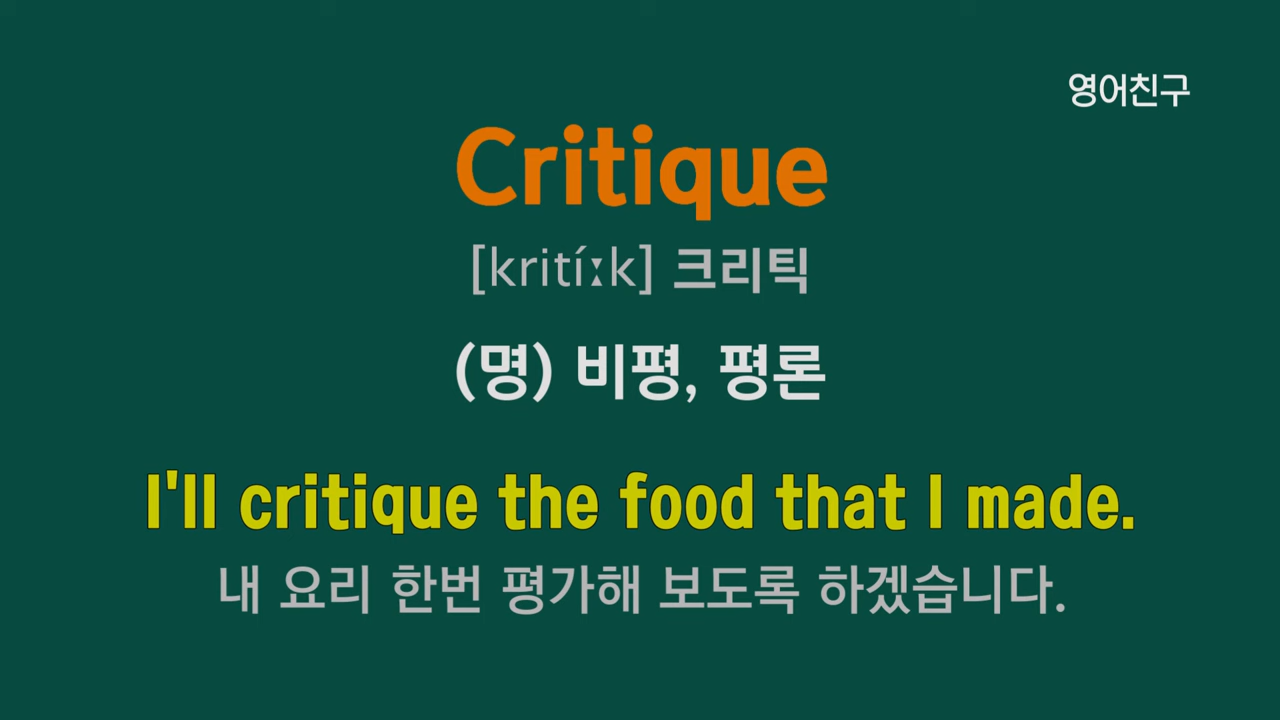 영어친구
Critique
[kritíːk] 크리틱
(명) 비평, 평론
I'll critique the food that I made.
내 요리 한번 평가해 보도록 하겠습니다.